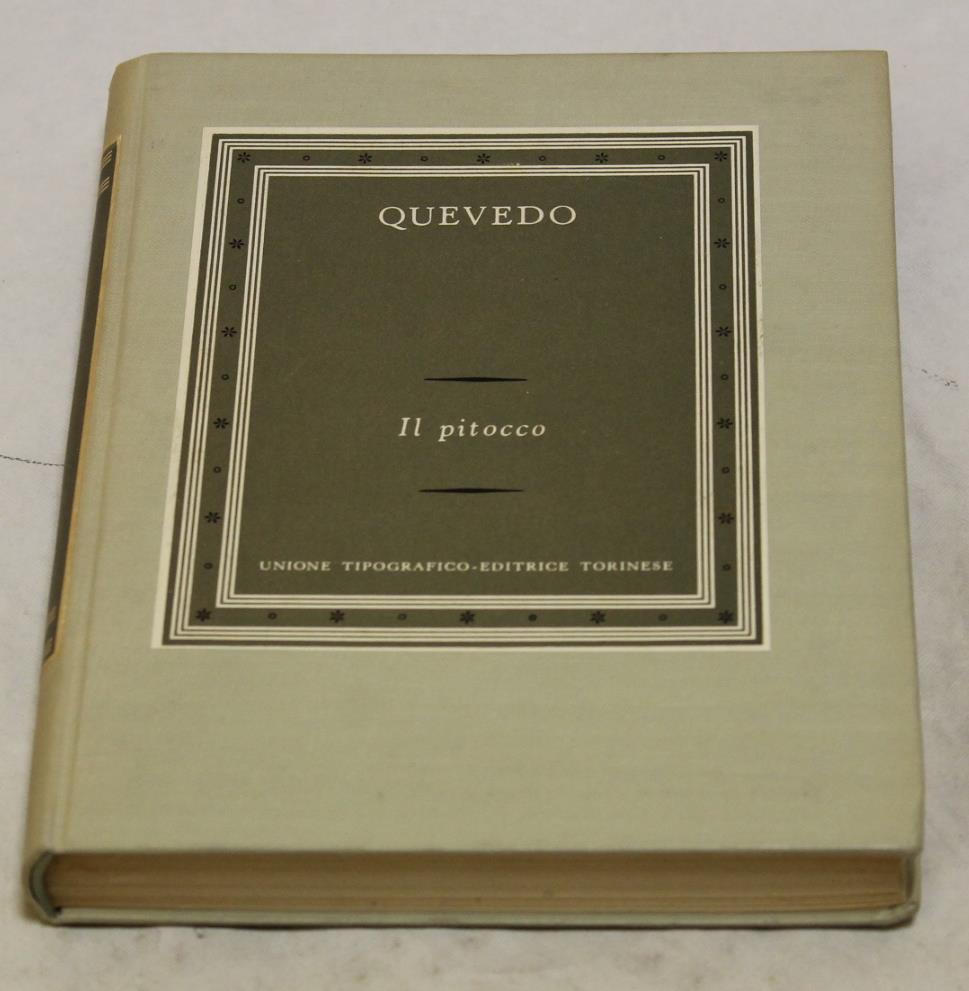 QUEVEDO
Il pitocco
UNIONE TIPOGRAFICO-EDITRICE TORINESE